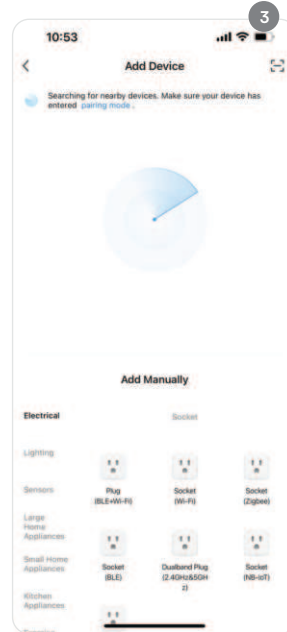 3
10:53
Add Device
Searching for nearby devices. Make sure your device has
entered pairing mode.
Add Manually
Electrical
Socket
Lighting
Sensors
Large
Home
Appliances
Small Home
Appliances
Kitchen
Appliances
Plug
(BLE+Wi-Fi)
Socket
(Wi-Fi)
Socket
(Zigbee)
Socket
(BLE)
Dualband Plug
(2.4GHz&5GH
z)
Socket
(NB-IoT)